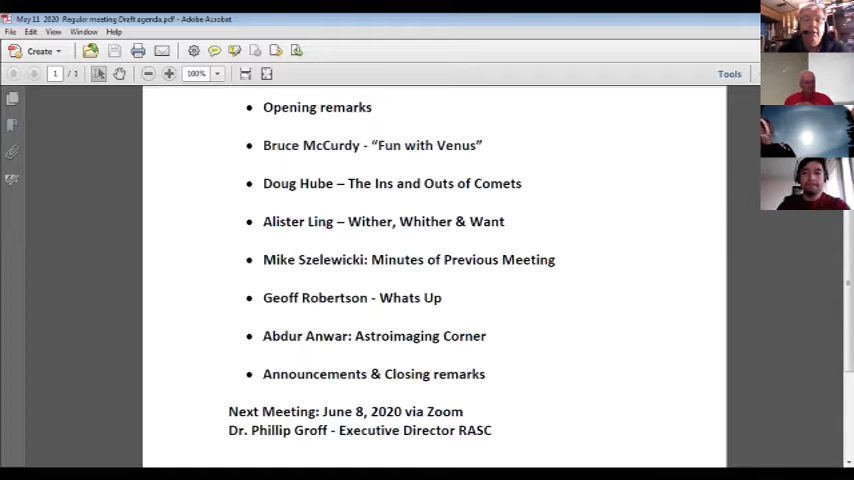 May 11 2020 Regular meeting Draft agenda.pdf - Adobe Acrobat
File Edit View Window Help
Create
1 / 1
100%
Tools
• Opening remarks
• Bruce McCurdy - “Fun with Venus”
• Doug Hube – The Ins and Outs of Comets
• Alister Ling – Wither, Whither & Want
• Mike Szelewicki: Minutes of Previous Meeting
• Geoff Robertson - Whats Up
• Abdur Anwar: Astroimaging Corner
• Announcements & Closing remarks
Next Meeting: June 8, 2020 via Zoom
Dr. Phillip Groff - Executive Director RASC